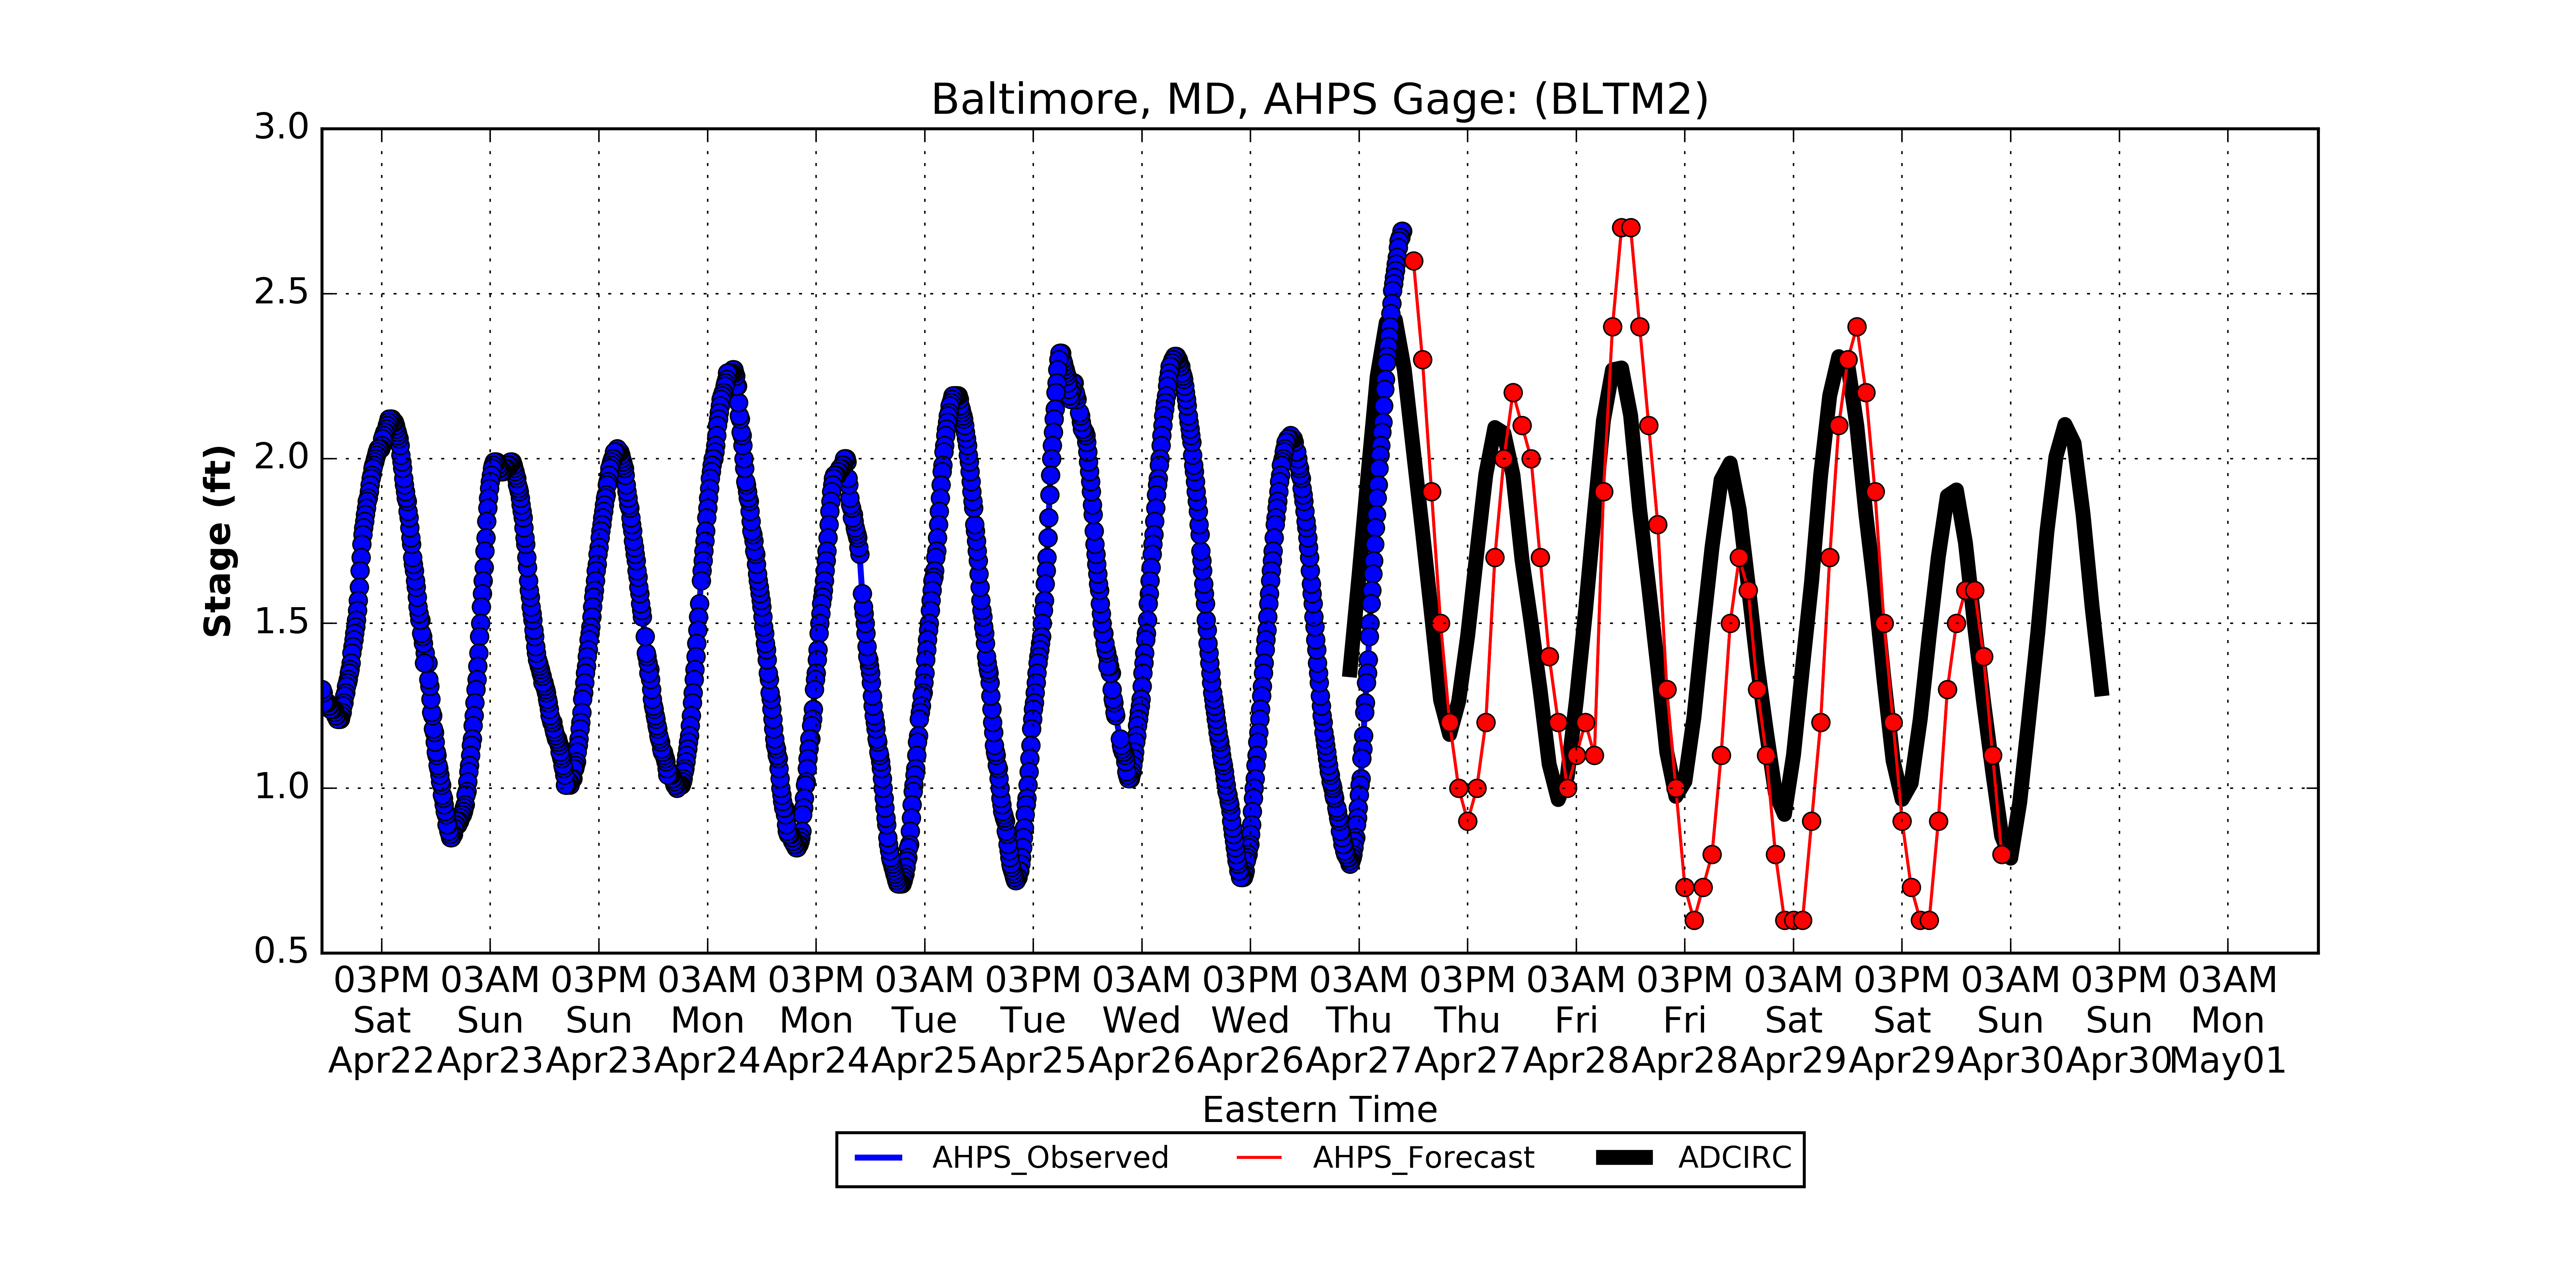 Baltimore, MD, AHPS Gage: (BLTM2)
Stage (ft)
3.0
2.5
2.0
1.5
1.0
0.5
03PM 03AM 03PM 03AM 03PM 03AM 03PM 03AM 03PM 03AM 03PM 03AM 03PM 03AM 03PM 03AM 03PM 03AM
Sat Sun Sun Mon Mon Tue Tue Wed Wed Thu Thu Fri Fri Sat Sat Sun Sun Mon
Apr22 Apr23 Apr23 Apr24 Apr24 Apr25 Apr25 Apr26 Apr26 Apr27 Apr27 Apr28 Apr28 Apr29 Apr29 Apr30 Apr30 May01
Eastern Time
AHPS_Observed AHPS_Forecast ADCIRC